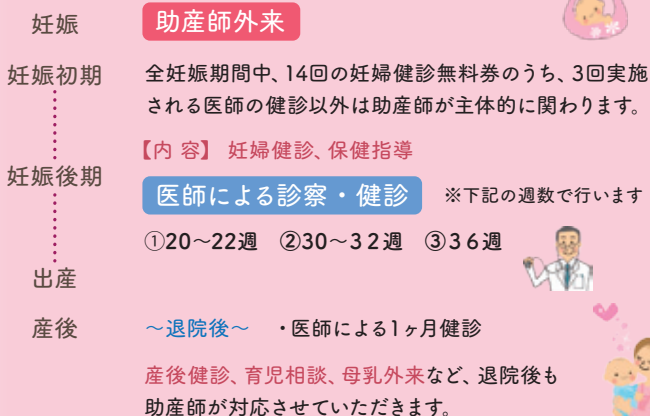 妊娠
助産師外来
妊娠初期
全妊娠期間中、14回の妊婦健診無料券のうち、3回実施
される医師の健診以外は助産師が主体的に関わります。
【内 容】 妊婦健診、保健指導
妊娠後期
医師による診察・健診 ※下記の週数で行います
①20～22週 ②30～32週 ③36週
出産
産後 ～退院後～ ・医師による1ヶ月健診
産後健診、育児相談、母乳外来など、退院後も
助産師が対応させていただきます。